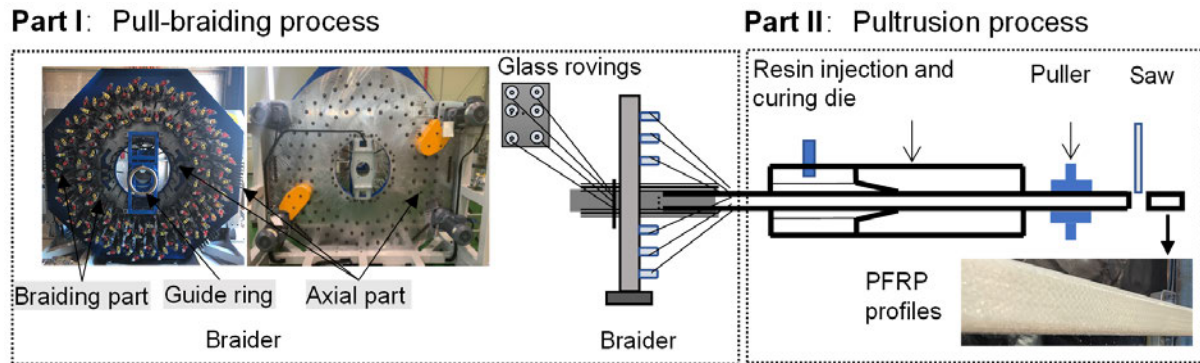 Part I: Pull-braiding process
Part II: Pultrusion process
Glass rovings
Resin injection and
curing die
Puller
Saw
Braiding part
Guide ring
Axial part
PFRP
profiles
Braider
Braider